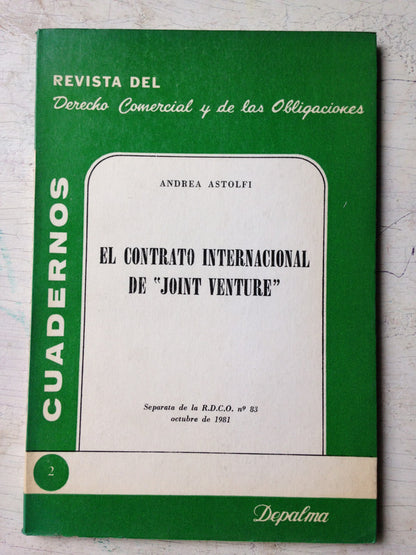 REVISTA DEL
Derecho Comercial y de las Obligaciones
CUADERNOS
ANDREA ASTOLFI
EL CONTRATO INTERNACIONAL
DE "JOINT VENTURE"
Separata de la R.D.C.O. nº 83
octubre de 1981
2
Depalma